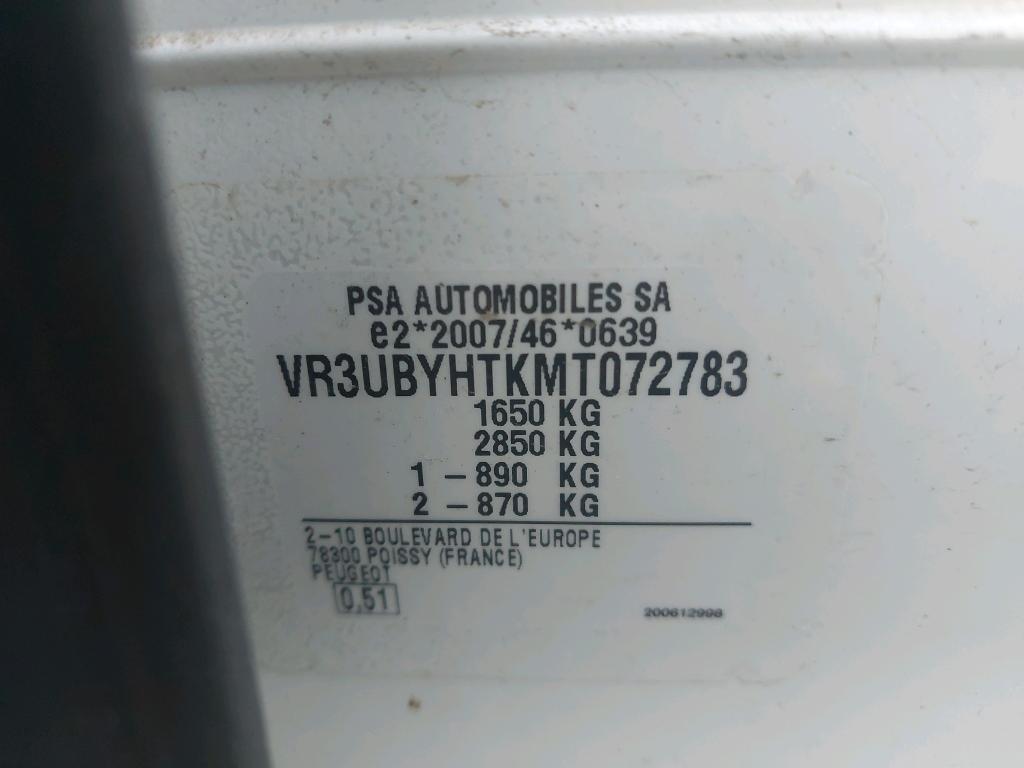 PSA AUTOMOBILES SA
e2*2007/46*0639
VR3UBYHTKMT072783
1650 KG
2850 KG
1 – 890 KG
2 – 870 KG
2–10 BOULEVARD DE L'EUROPE
78300 POISSY (FRANCE)
PEUGEOT
0,51
200612998